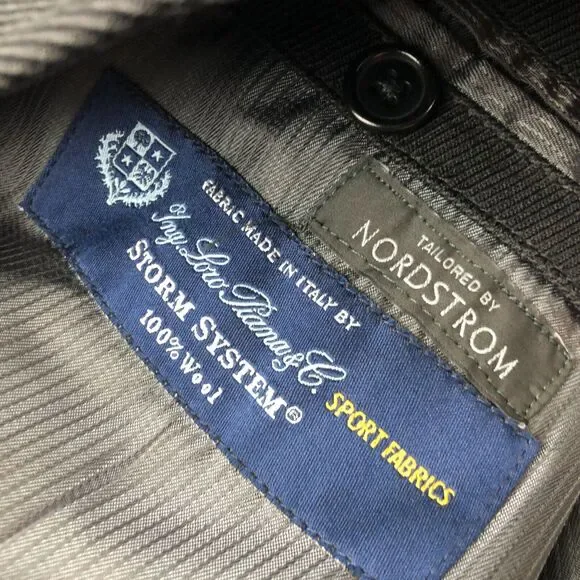 FABRIC MADE IN ITALY BY
Ing. Loro Piana & C.
STORM SYSTEM®
100% Wool
SPORT FABRICS
TAILORED BY
NORDSTROM